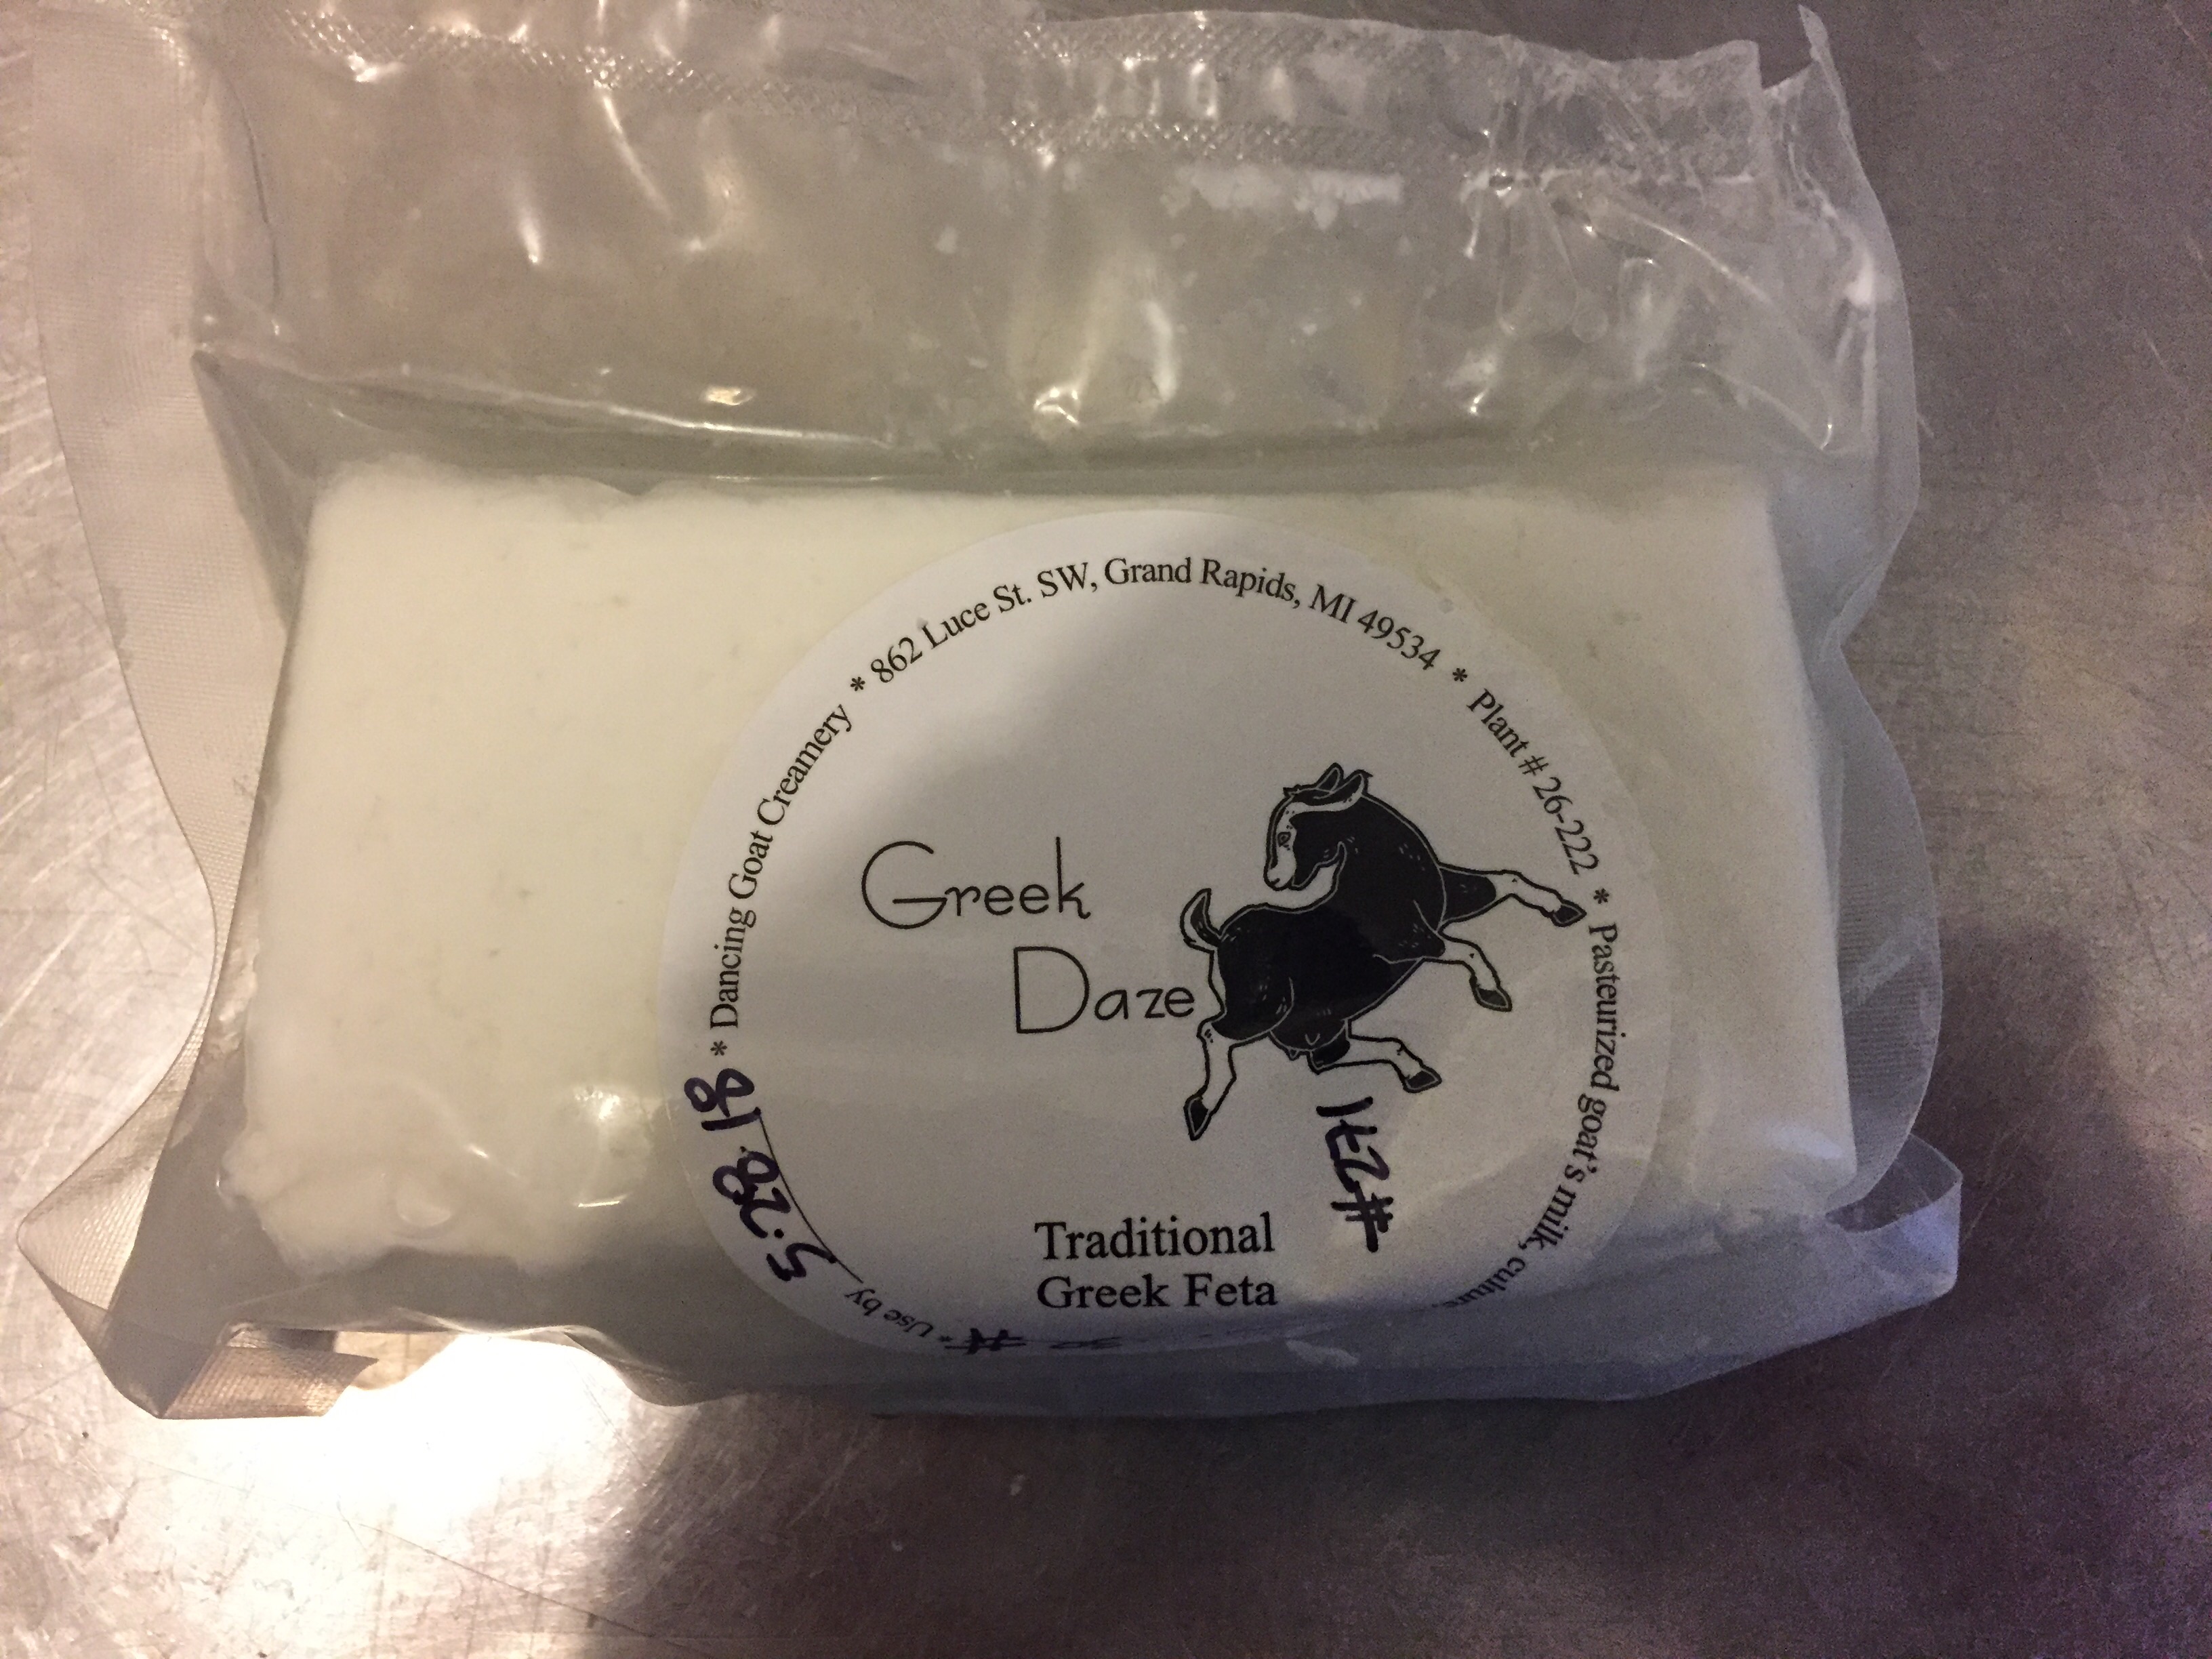 * Dancing Goat Creamery * 862 Luce St. SW, Grand Rapids, MI 49534 * Plant # 26-222 * Pasteurized goat's milk,
* Use by 5.28.18
Greek
Daze
#271
Traditional
Greek Feta